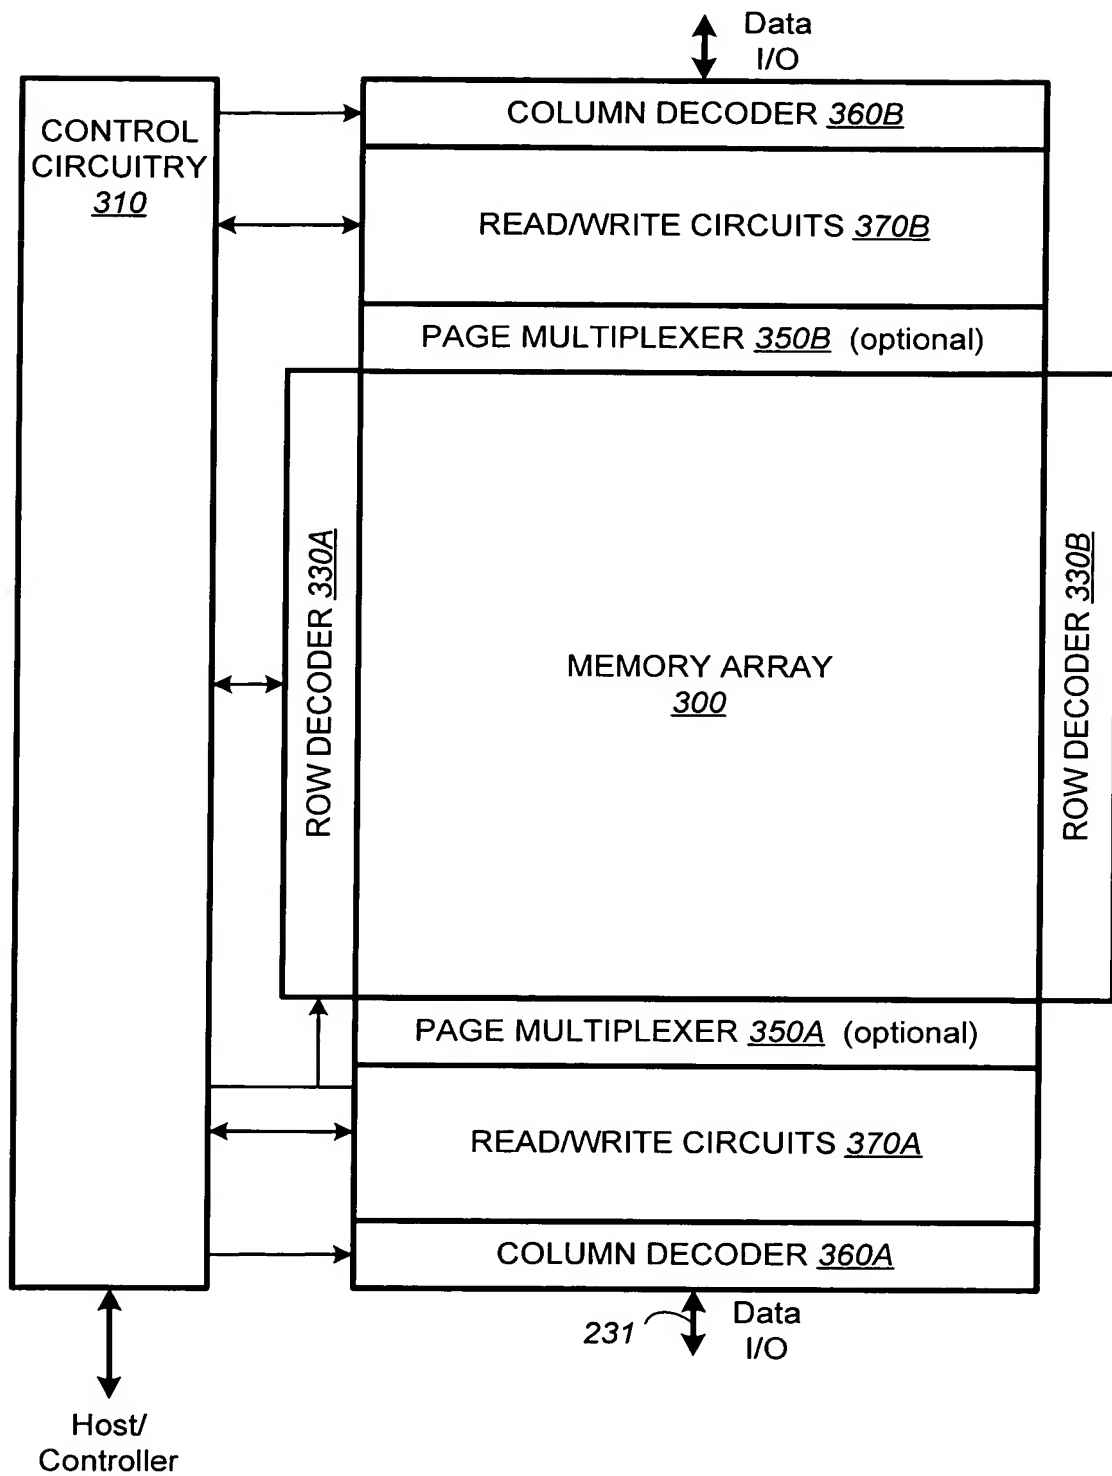 Data
I/O
CONTROL
CIRCUITRY
310
COLUMN DECODER 360B
READ/WRITE CIRCUITS 370B
PAGE MULTIPLEXER 350B (optional)
ROW DECODER 330A
MEMORY ARRAY
300
ROW DECODER 330B
PAGE MULTIPLEXER 350A (optional)
READ/WRITE CIRCUITS 370A
COLUMN DECODER 360A
231
Data
I/O
Host/
Controller